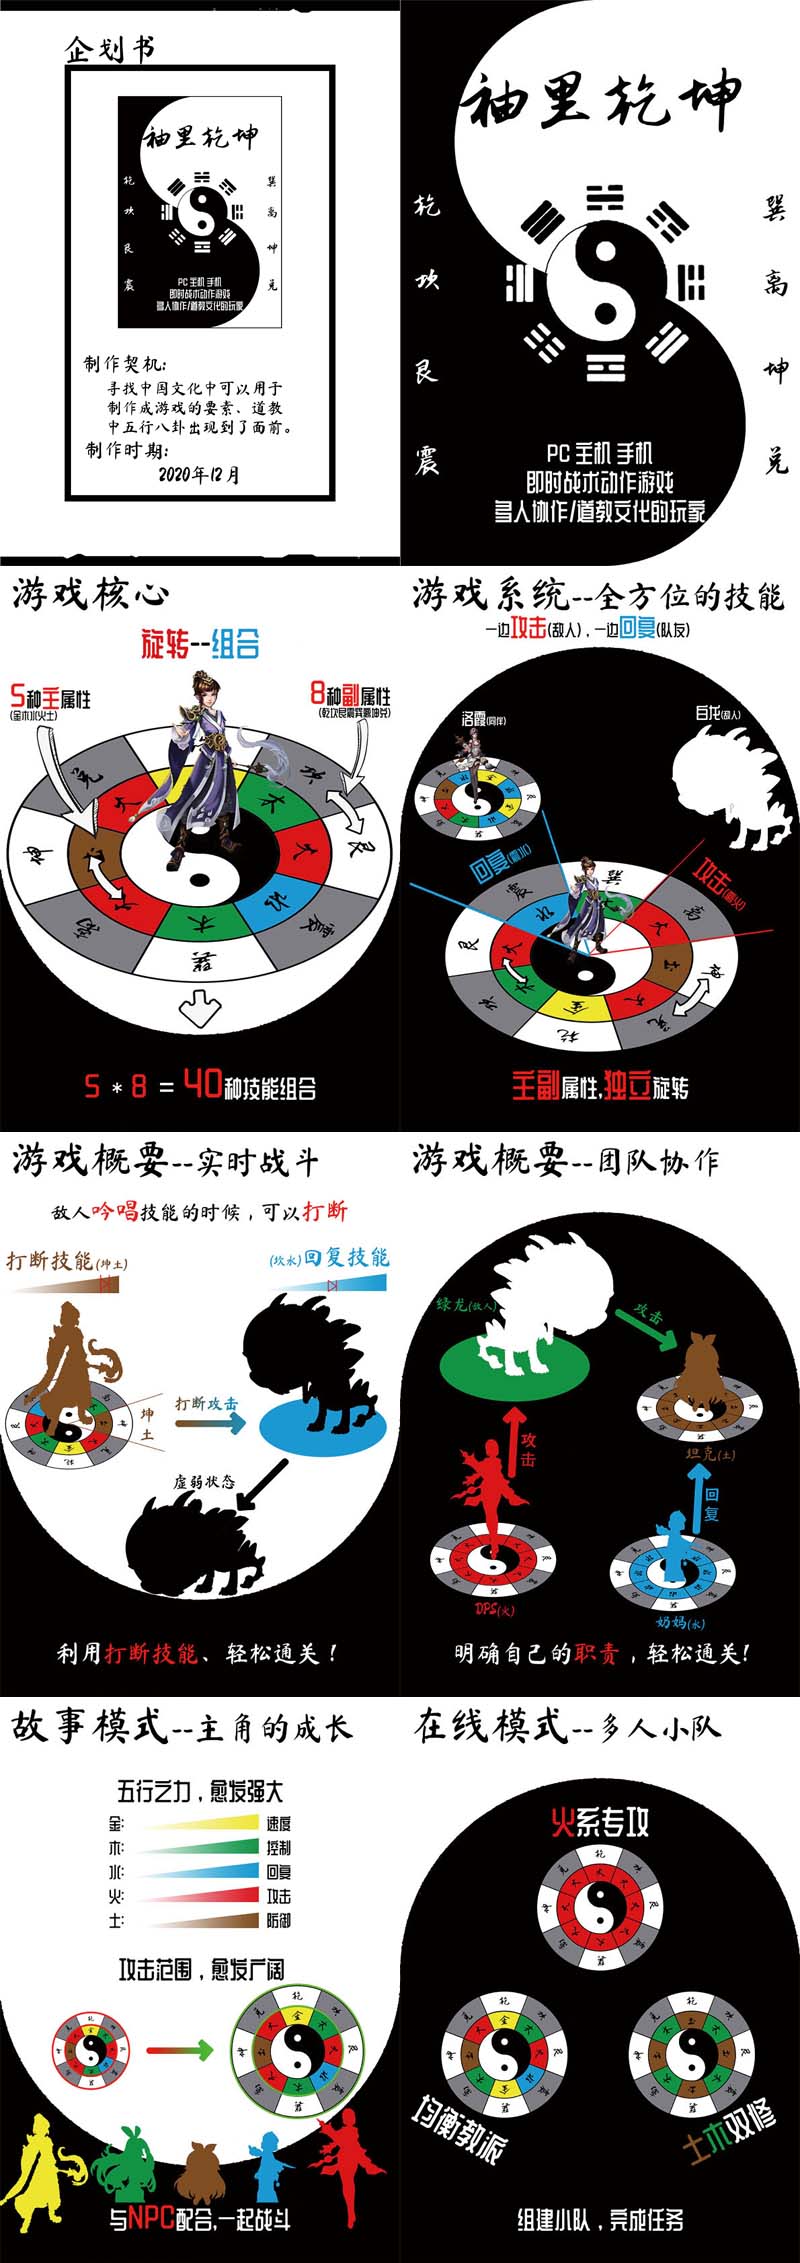 企划书
袖里乾坤
乾
坎
艮
震
巽
离
坤
兑
PC 主机 手机
即时战术动作游戏
多人协作/道教文化的玩家
制作契机:
寻找中国文化中可以用于
制作成游戏的要素、道教
中五行八卦出现到了面前。
制作时期:
2020年12月
袖里乾坤
乾
坎
艮
震
巽
离
坤
兑
PC 主机 手机
即时战术动作游戏
多人协作/道教文化的玩家
游戏核心
旋转--组合
5种主属性
(金木水火土)
8种副属性
(乾坎艮震巽离坤兑)
5 * 8 = 40种技能组合
游戏系统--全方位的技能
一边攻击(敌人)，一边回复(队友)
洛霞(同伴)
白龙(敌人)
回复(震水)
攻击(离火)
主副属性,独立旋转
游戏概要--实时战斗
敌人吟唱技能的时候，可以打断
打断技能(坤土)
(坎水)回复技能
坤
土
打断攻击
虚弱状态
利用打断技能、轻松通关！
游戏概要--团队协作
绿龙(敌人)
攻击
攻击
坦克(土)
回复
DPS(火)
奶妈(水)
明确自己的职责，轻松通关!
故事模式--主角的成长
五行之力，愈发强大
金: 速度
木: 控制
水: 回复
火: 攻击
土: 防御
攻击范围，愈发广阔
与NPC配合,一起战斗
在线模式--多人小队
火系专攻
均衡教派
土木双修
组建小队，完成任务